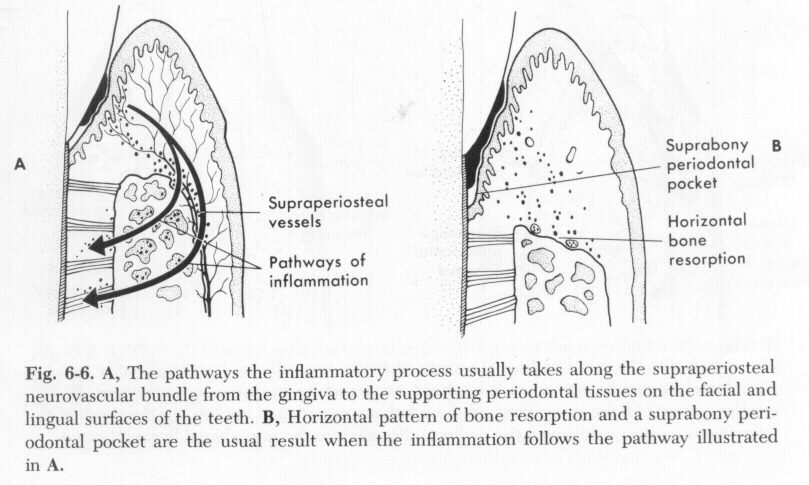 A
Supraperiosteal
vessels
Pathways of
inflammation
Suprabony
periodontal
pocket
B
Horizontal
bone
resorption
Fig. 6-6. A, The pathways the inflammatory process usually takes along the supraperiosteal
neurovascular bundle from the gingiva to the supporting periodontal tissues on the facial and
lingual surfaces of the teeth. B, Horizontal pattern of bone resorption and a suprabony peri-
odontal pocket are the usual result when the inflammation follows the pathway illustrated
in A.